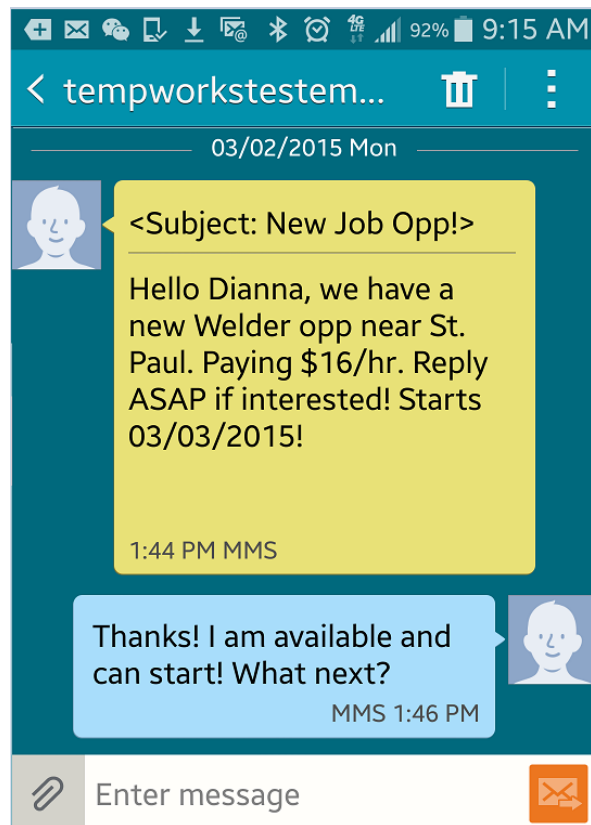 92% 9:15 AM
tempworkstestem...
03/02/2015 Mon
<Subject: New Job Opp!>
Hello Dianna, we have a
new Welder opp near St.
Paul. Paying $16/hr. Reply
ASAP if interested! Starts
03/03/2015!
1:44 PM MMS
Thanks! I am available and
can start! What next?
MMS 1:46 PM
Enter message